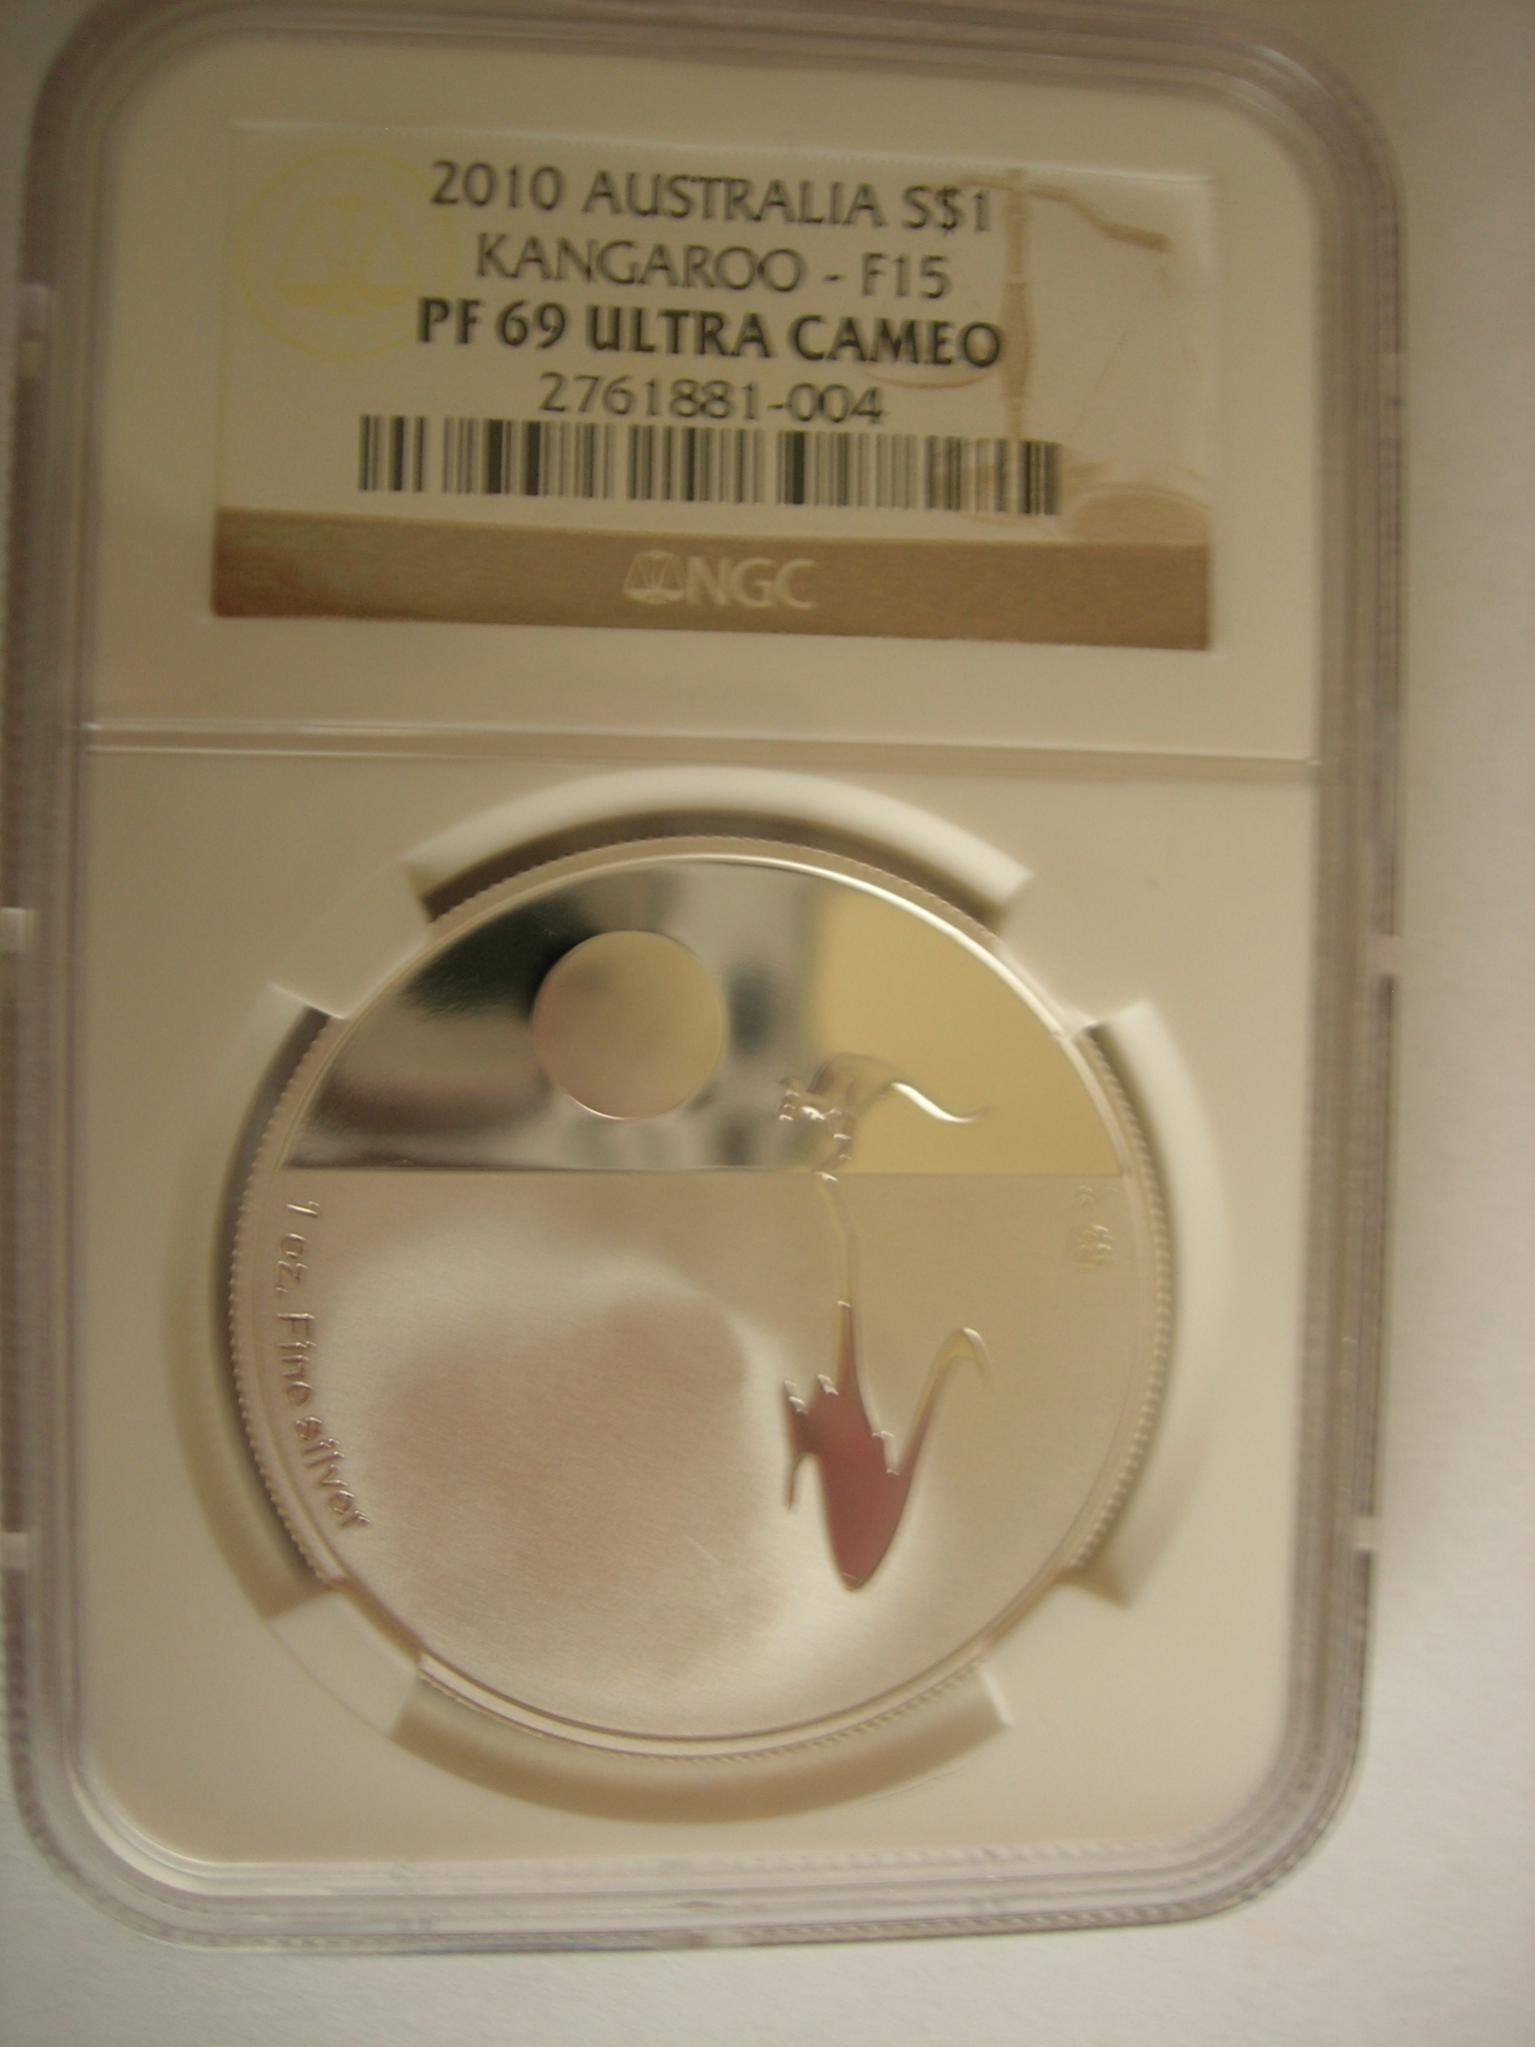 2010 AUSTRALIA S$1
KANGAROO - F15
PF 69 ULTRA CAMEO
2761881-004
NGC
1 oz. Fine silver